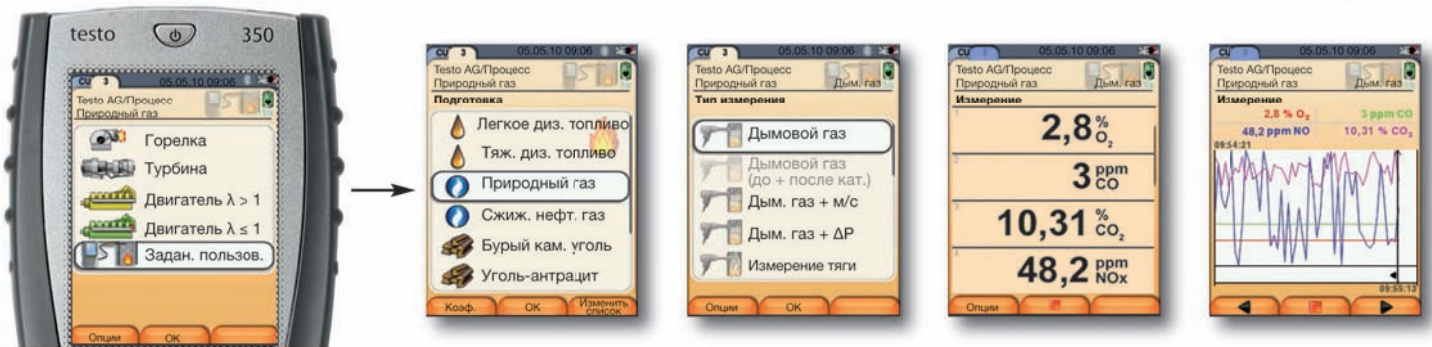 testo 350
CU 3 05.05.10 09:06
Testo AG/Процесс
Природный газ
Горелка
Турбина
Двигатель λ > 1
Двигатель λ ≤ 1
Задан. пользов.
Опции OK
CU 3 05.05.10 09:06
Testo AG/Процесс
Природный газ
Подготовка
Легкое диз. топливо
Тяж. диз. топливо
Природный газ
Сжиж. нефт. газ
Бурый кам. уголь
Уголь-антрацит
Коэф. OK Изменить
список
CU 3 05.05.10 09:06
Testo AG/Процесс
Природный газ Дым. газ
Тип измерения
Дымовой газ
Дымовой газ
(до + после кат.)
Дым. газ + м/с
Дым. газ + ΔP
Измерение тяги
Опции OK
CU 3 05.05.10 09:06
Testo AG/Процесс
Природный газ Дым. газ
Измерение
1 2,8 % O₂
2 3 ppm CO
3 10,31 % CO₂
4 48,2 ppm NOx
Опции
CU 3 05.05.10 09:06
Testo AG/Процесс
Природный газ Дым. газ
Измерение
2,8 % O₂ 3 ppm CO
48,2 ppm NO 10,31 % CO₂
09:54:21
09:55:13